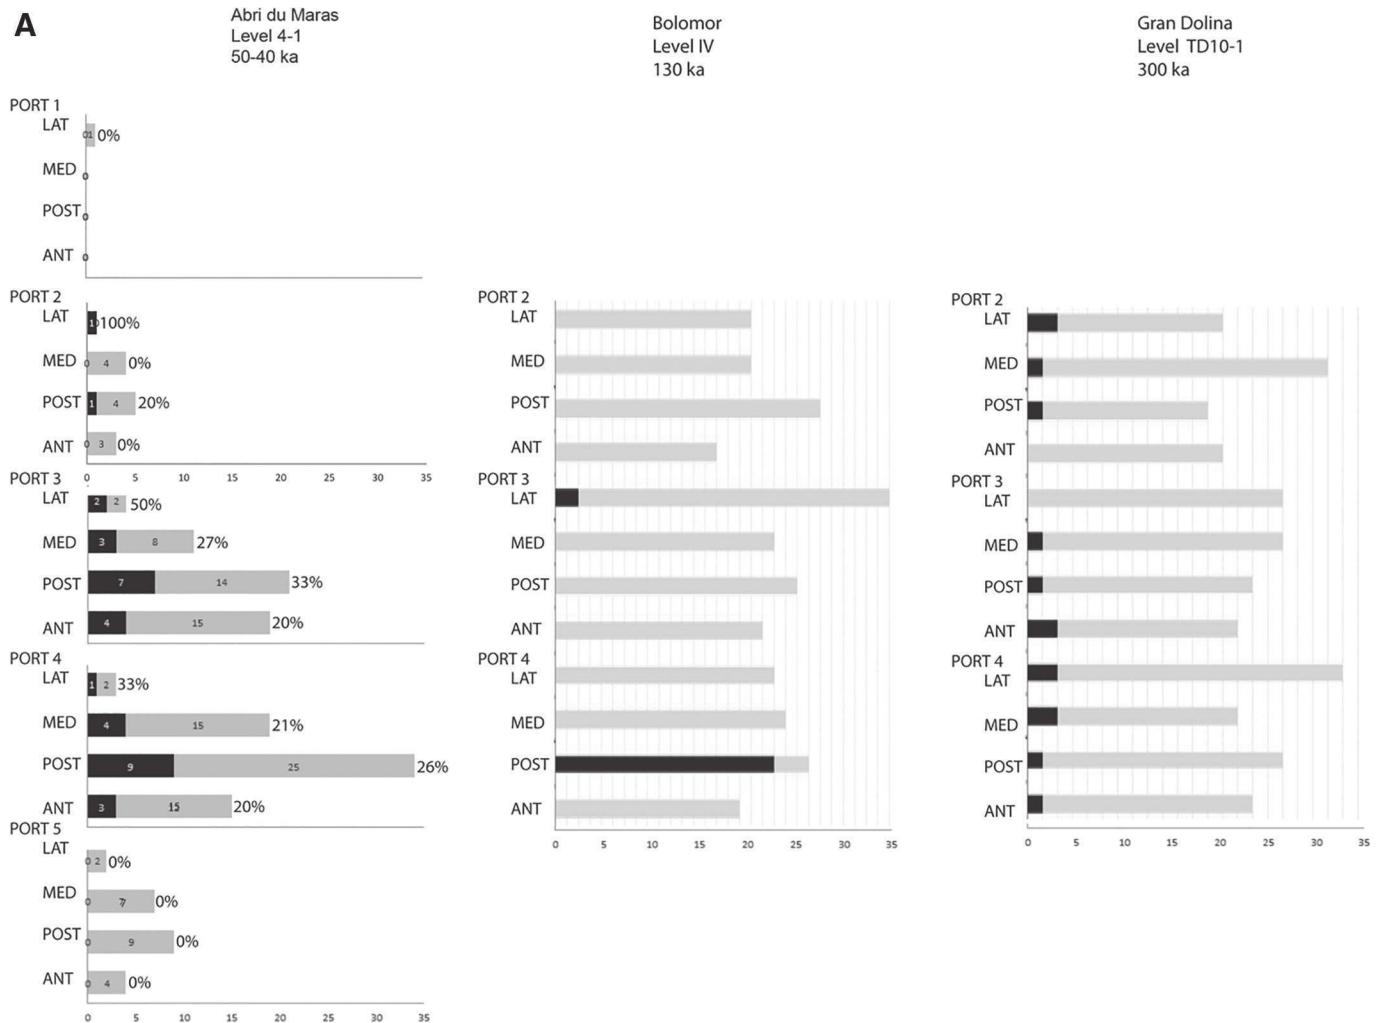 A
Abri du Maras
Level 4-1
50-40 ka
Bolomor
Level IV
130 ka
Gran Dolina
Level TD10-1
300 ka
PORT 1
LAT 0 1 0%
MED 0
POST 0
ANT 0
PORT 2
LAT 1 0 100%
MED 0 4 0%
POST 1 4 20%
ANT 0 3 0%
0 5 10 15 20 25 30 35
PORT 3
LAT 2 2 50%
MED 3 8 27%
POST 7 14 33%
ANT 4 15 20%
PORT 4
LAT 1 2 33%
MED 4 15 21%
POST 9 25 26%
ANT 3 15 20%
PORT 5
LAT 0 2 0%
MED 0 7 0%
POST 0 9 0%
ANT 0 4 0%
0 5 10 15 20 25 30 35
PORT 2
LAT
MED
POST
ANT
PORT 3
LAT
MED
POST
ANT
PORT 4
LAT
MED
POST
ANT
0 5 10 15 20 25 30 35
PORT 2
LAT
MED
POST
ANT
PORT 3
LAT
MED
POST
ANT
PORT 4
LAT
MED
POST
ANT
0 5 10 15 20 25 30 35